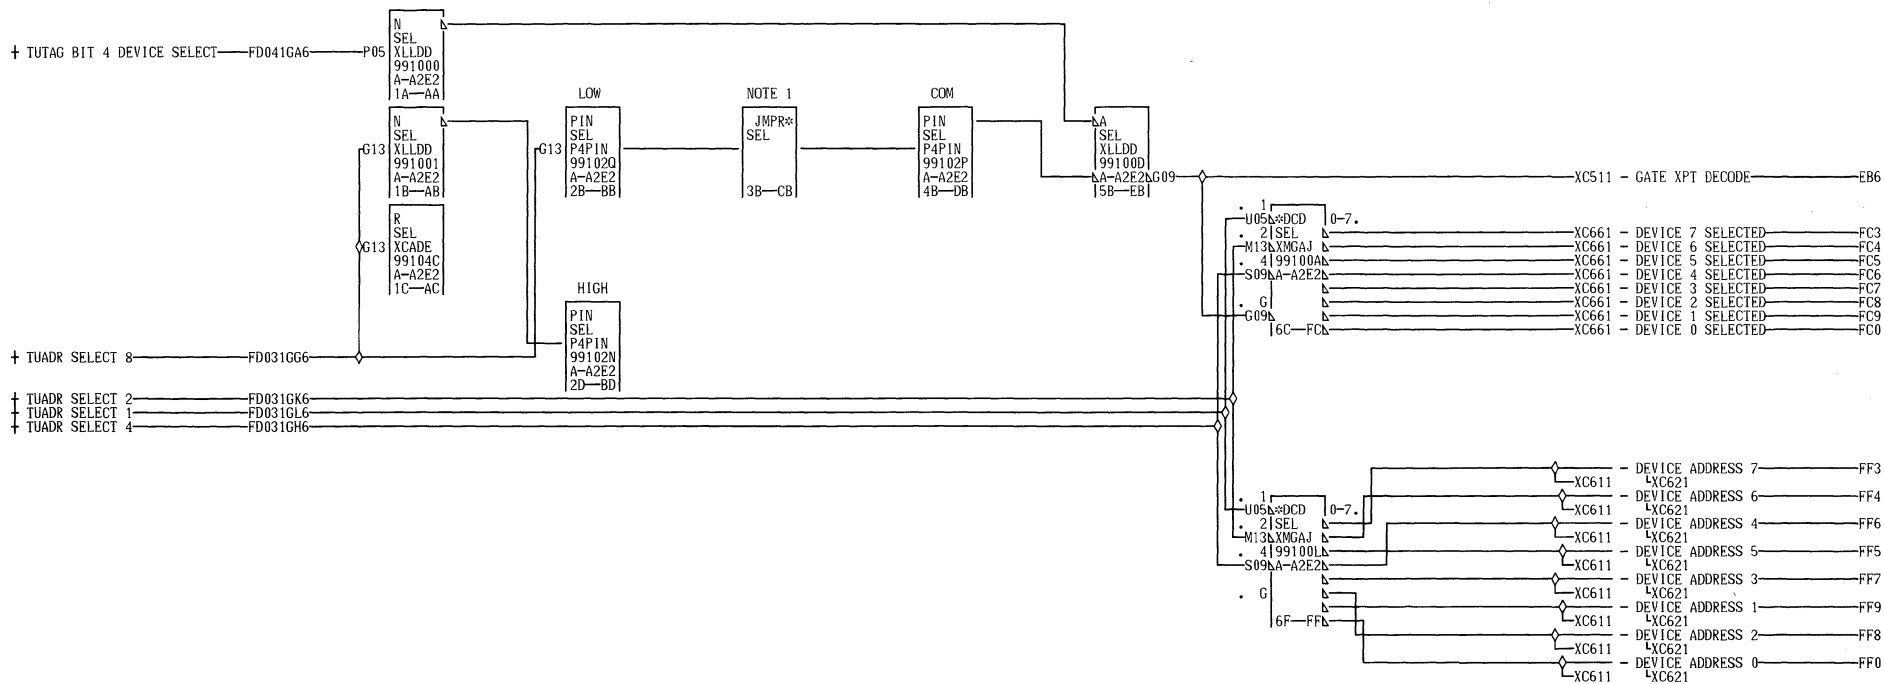 + TUTAG BIT 4 DEVICE SELECT FD041GA6 P05
N
SEL
XLLDD
991000
A-A2E2
1A AA
N
SEL
G13 XLLDD
991001
A-A2E2
1B AB
R
SEL
G13 XCADE
99104C
A-A2E2
1C AC
LOW
PIN
SEL
G13 P4PIN
99102Q
A-A2E2
2B BB
NOTE 1
JMPR*
SEL
3B CB
COM
PIN
SEL
P4PIN
99102P
A-A2E2
4B DB
A
SEL
XLLDD
99100D
A-A2E2 G09
5B EB
HIGH
PIN
SEL
P4PIN
99102N
A-A2E2
2D BD
+ TUADR SELECT 8 FD031GG6
+ TUADR SELECT 2 FD031GK6
+ TUADR SELECT 1 FD031GL6
+ TUADR SELECT 4 FD031GH6
XC511 - GATE XPT DECODE EB6
. 1
U05 *DCD 0-7.
. 2 SEL
M13 XMGAJ
. 4 99100A
S09 A-A2E2
. G
G09
6C FC
XC661 - DEVICE 7 SELECTED FC3
XC661 - DEVICE 6 SELECTED FC4
XC661 - DEVICE 5 SELECTED FC5
XC661 - DEVICE 4 SELECTED FC6
XC661 - DEVICE 3 SELECTED FC7
XC661 - DEVICE 2 SELECTED FC8
XC661 - DEVICE 1 SELECTED FC9
XC661 - DEVICE 0 SELECTED FC0
. 1
U05 *DCD 0-7.
. 2 SEL
M13 XMGAJ
. 4 99100L
S09 A-A2E2
. G
6F FF
- DEVICE ADDRESS 7 FF3
XC611 XC621
- DEVICE ADDRESS 6 FF4
XC611 XC621
- DEVICE ADDRESS 4 FF6
XC611 XC621
- DEVICE ADDRESS 5 FF5
XC611 XC621
- DEVICE ADDRESS 3 FF7
XC611 XC621
- DEVICE ADDRESS 1 FF9
XC611 XC621
- DEVICE ADDRESS 2 FF8
XC611 XC621
- DEVICE ADDRESS 0 FF0
XC611 XC621